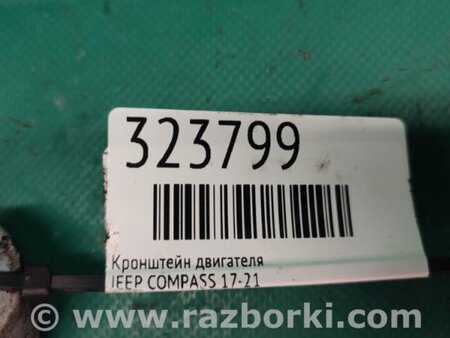 323799
Кронштейн двигателя
JEEP COMPASS 17-21
www.razborki.com